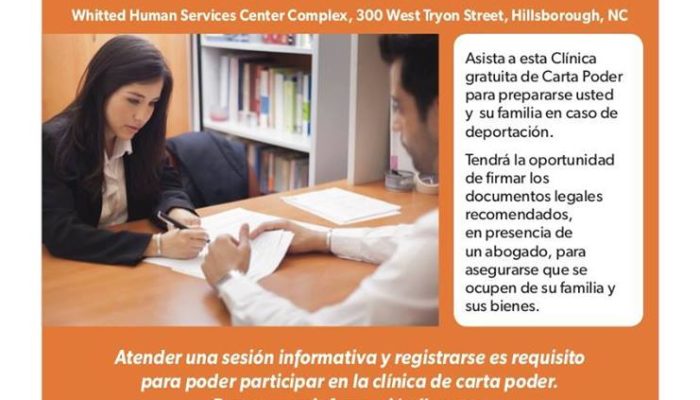 Whitted Human Services Center Complex, 300 West Tryon Street, Hillsborough, NC
Asista a esta Clínica
gratuita de Carta Poder
para prepararse usted
y su familia en caso de
deportación.
Tendrá la oportunidad
de firmar los
documentos legales
recomendados,
en presencia de
un abogado, para
asegurarse que se
ocupen de su familia y
sus bienes.
Atender una sesión informativa y registrarse es requisito
para poder participar en la clínica de carta poder.